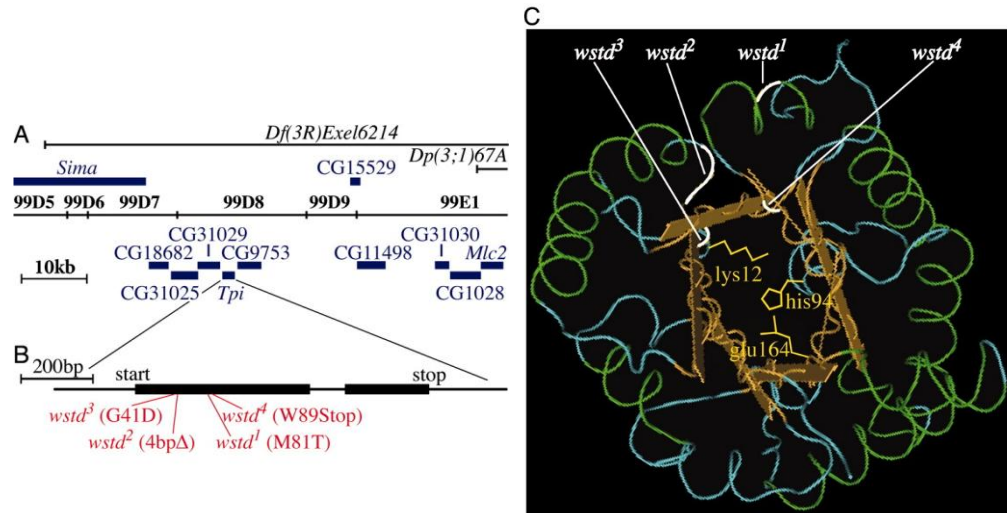 A
Df(3R)Exel6214
Dp(3;1)67A
Sima
CG15529
99D5 99D6 99D7 99D8 99D9 99E1
10kb
CG18682 CG31029 CG9753 CG11498 CG31030 Mlc2
CG31025 Tpi CG1028
B
200bp
start stop
wstd³ (G41D) wstd⁴ (W89Stop)
wstd² (4bpΔ) wstd¹ (M81T)
C
wstd³ wstd² wstd¹ wstd⁴
lys12
his94
glu164